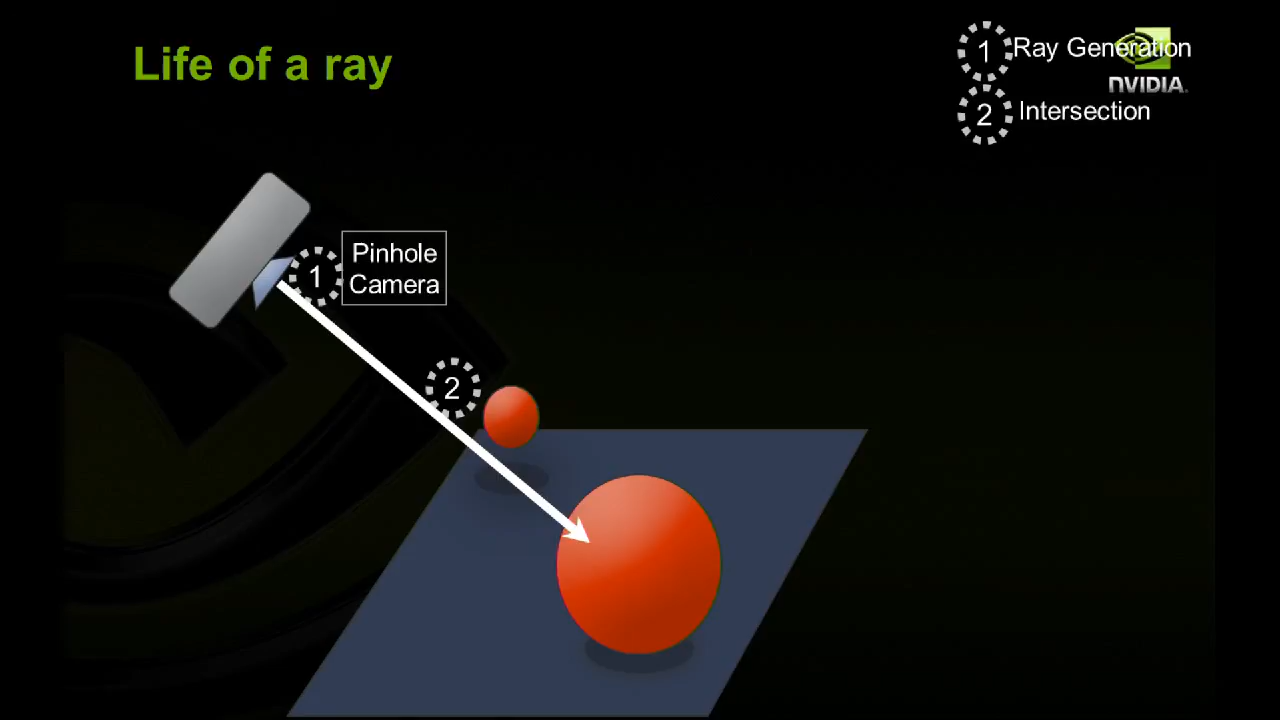 Life of a ray
1 Ray Generation
NVIDIA.
2 Intersection
1
Pinhole
Camera
2